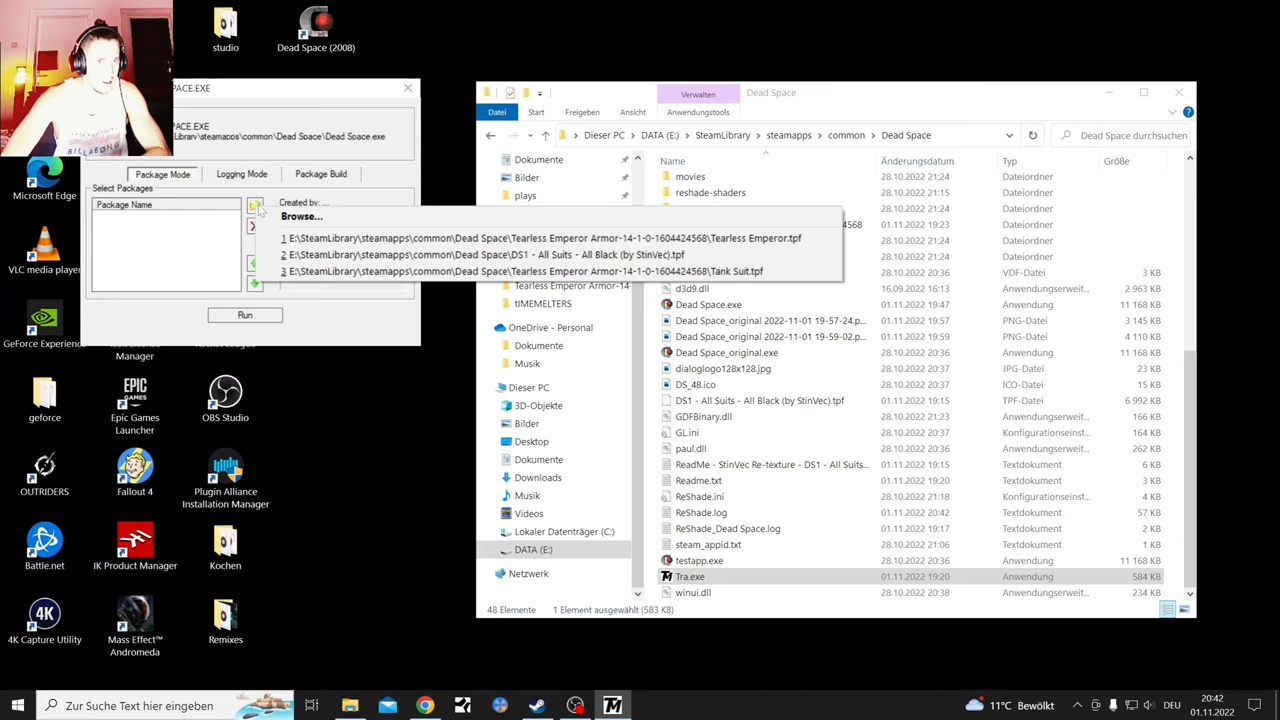 studio
Dead Space (2008)
Microsoft Edge
VLC media player
GeForce Experience
License Manager
geforce
Epic Games
Launcher
OBS Studio
OUTRIDERS
Fallout 4
Plugin Alliance
Installation Manager
Battle.net
IK Product Manager
Kochen
4K
4K Capture Utility
Mass Effect™
Andromeda
Remixes
PACE.EXE
SPACE.EXE
\SteamLibrary\steamapps\common\Dead Space\Dead Space.exe
Package Mode
Logging Mode
Package Build
Select Packages
Package Name
Created by: ...
Run
Browse...
1 E:\SteamLibrary\steamapps\common\Dead Space\Tearless Emperor Armor-14-1-0-1604424568\Tearless Emperor.tpf
2 E:\SteamLibrary\steamapps\common\Dead Space\DS1 - All Suits - All Black (by StinVec).tpf
3 E:\SteamLibrary\steamapps\common\Dead Space\Tearless Emperor Armor-14-1-0-1604424568\Tank Suit.tpf
Verwalten
Dead Space
Datei
Start
Freigeben
Ansicht
Anwendungstools
Dieser PC
DATA (E:)
SteamLibrary
steamapps
common
Dead Space
Dead Space durchsuchen
Dokumente
Bilder
plays
Tearless Emperor Armor-14-
tIMEMELTERS
OneDrive - Personal
Dokumente
Musik
Dieser PC
3D-Objekte
Bilder
Desktop
Dokumente
Downloads
Musik
Videos
Lokaler Datenträger (C:)
DATA (E:)
Netzwerk
Name Änderungsdatum Typ Größe
movies 28.10.2022 21:24 Dateiordner
reshade-shaders 28.10.2022 21:15 Dateiordner
28.10.2022 21:24 Dateiordner
4568 01.11.2022 19:15 Dateiordner
28.10.2022 21:24 Dateiordner
28.10.2022 21:06 VDF-Datei 1 KB
d3d9.dll 16.09.2022 04:13 Anwendungserweit... 2 963 KB
Dead Space.exe 01.11.2022 19:47 Anwendung 11 168 KB
Dead Space_original 2022-11-01 19-57-24.p... 01.11.2022 19:57 PNG-Datei 3 145 KB
Dead Space_original 2022-11-01 19-59-02.p... 01.11.2022 19:59 PNG-Datei 4 110 KB
Dead Space_original.exe 28.10.2022 20:36 Anwendung 11 168 KB
dialoglogo128x128.jpg 28.10.2022 20:36 JPG-Datei 23 KB
DS_48.ico 28.10.2022 20:36 ICO-Datei 15 KB
DS1 - All Suits - All Black (by StinVec).tpf 01.11.2022 19:15 TPF-Datei 6 992 KB
GDFBinary.dll 28.10.2022 21:23 Anwendungserweit... 166 KB
GL.ini 28.10.2022 20:37 Konfigurationseinst... 2 KB
paul.dll 28.10.2022 20:37 Anwendungserweit... 262 KB
ReadMe - StinVec Re-texture - DS1 - All Suits... 01.11.2022 19:15 Textdokument 6 KB
Readme.txt 01.11.2022 19:15 Textdokument 3 KB
ReShade.ini 28.10.2022 21:18 Konfigurationseinst... 4 KB
ReShade.log 01.11.2022 20:42 Textdokument 57 KB
ReShade_Dead Space.log 01.11.2022 19:17 Textdokument 29 KB
steam_appid.txt 28.10.2022 21:06 Textdokument 1 KB
testapp.exe 28.10.2022 20:36 Anwendung 11 168 KB
Tra.exe 01.11.2022 19:20 Anwendung 584 KB
winui.dll 28.10.2022 20:38 Anwendungserweit... 234 KB
48 Elemente
1 Element ausgewählt (583 KB)
Zur Suche Text hier eingeben
11°C Bewölkt
DEU
20:42
01.11.2022